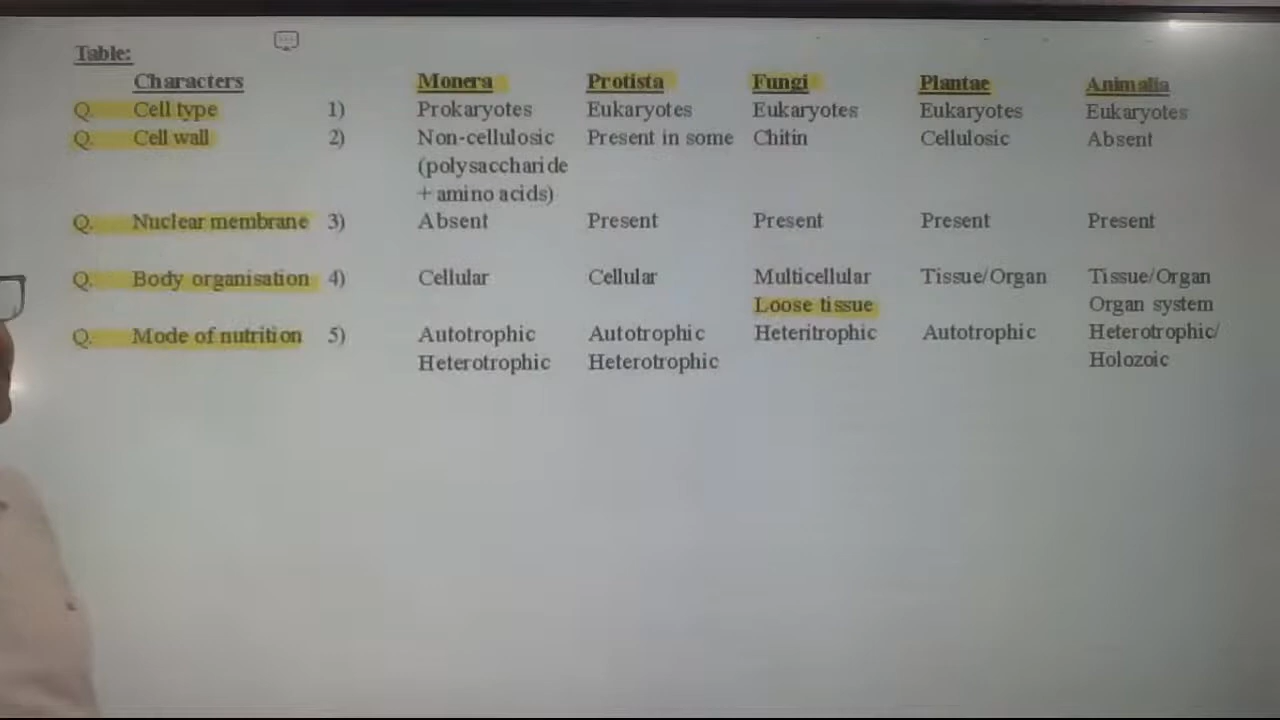 Table:
Characters Monera Protista Fungi Plantae Animalia
Q. Cell type 1) Prokaryotes Eukaryotes Eukaryotes Eukaryotes Eukaryotes
Q. Cell wall 2) Non-cellulosic Present in some Chitin Cellulosic Absent
(polysaccharide
+ amino acids)
Q. Nuclear membrane 3) Absent Present Present Present Present
Q. Body organisation 4) Cellular Cellular Multicellular Tissue/Organ Tissue/Organ
Loose tissue Organ system
Q. Mode of nutrition 5) Autotrophic Autotrophic Heteritrophic Autotrophic Heterotrophic/
Heterotrophic Heterotrophic Holozoic